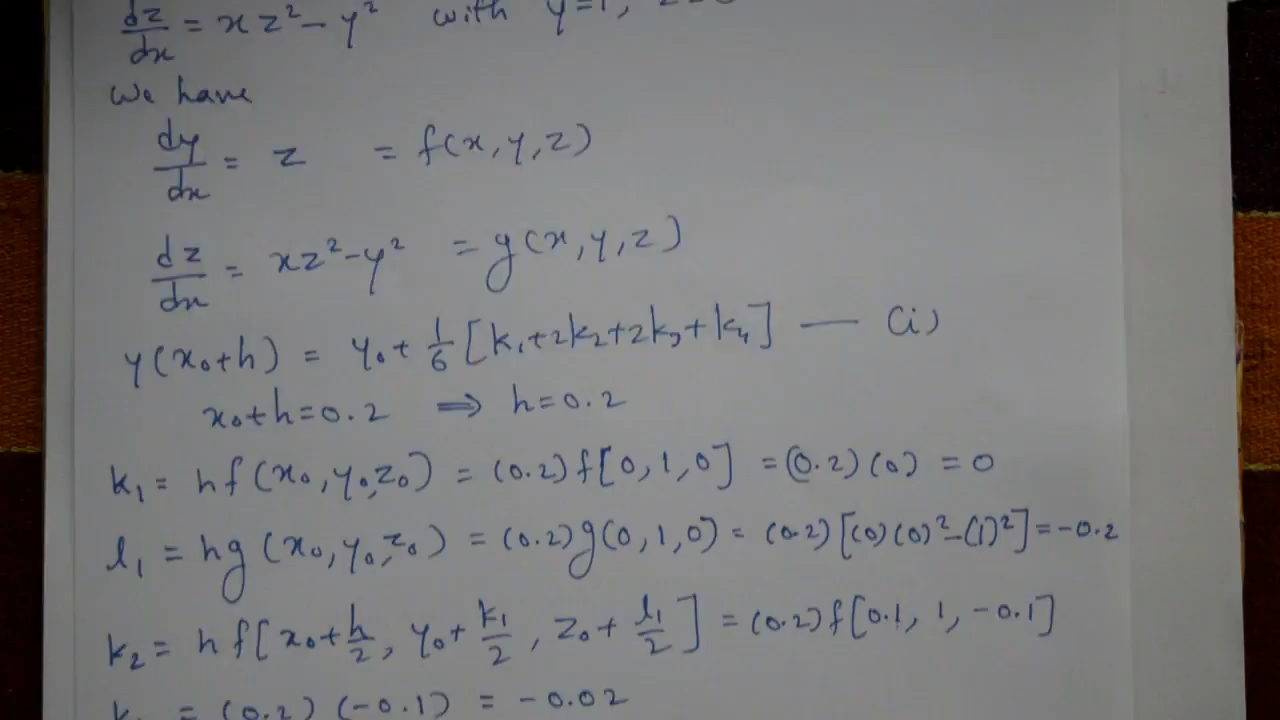 dz/dx = xz² - y² with y=1,
We have
dy/dx = z = f(x, y, z)
dz/dx = xz² - y² = g(x, y, z)
y(x₀+h) = y₀ + 1/6 [k₁+2k₂+2k₃+k₄] — (i)
x₀+h=0.2 ⟹ h=0.2
k₁ = hf(x₀, y₀, z₀) = (0.2)f[0, 1, 0] = (0.2)(0) = 0
l₁ = hg(x₀, y₀, z₀) = (0.2)g(0, 1, 0) = (0.2)[(0)(0)²-(1)²] = -0.2
k₂ = hf[x₀+h/2, y₀+k₁/2, z₀+l₁/2] = (0.2)f[0.1, 1, -0.1]
= (0.2)(-0.1) = -0.02